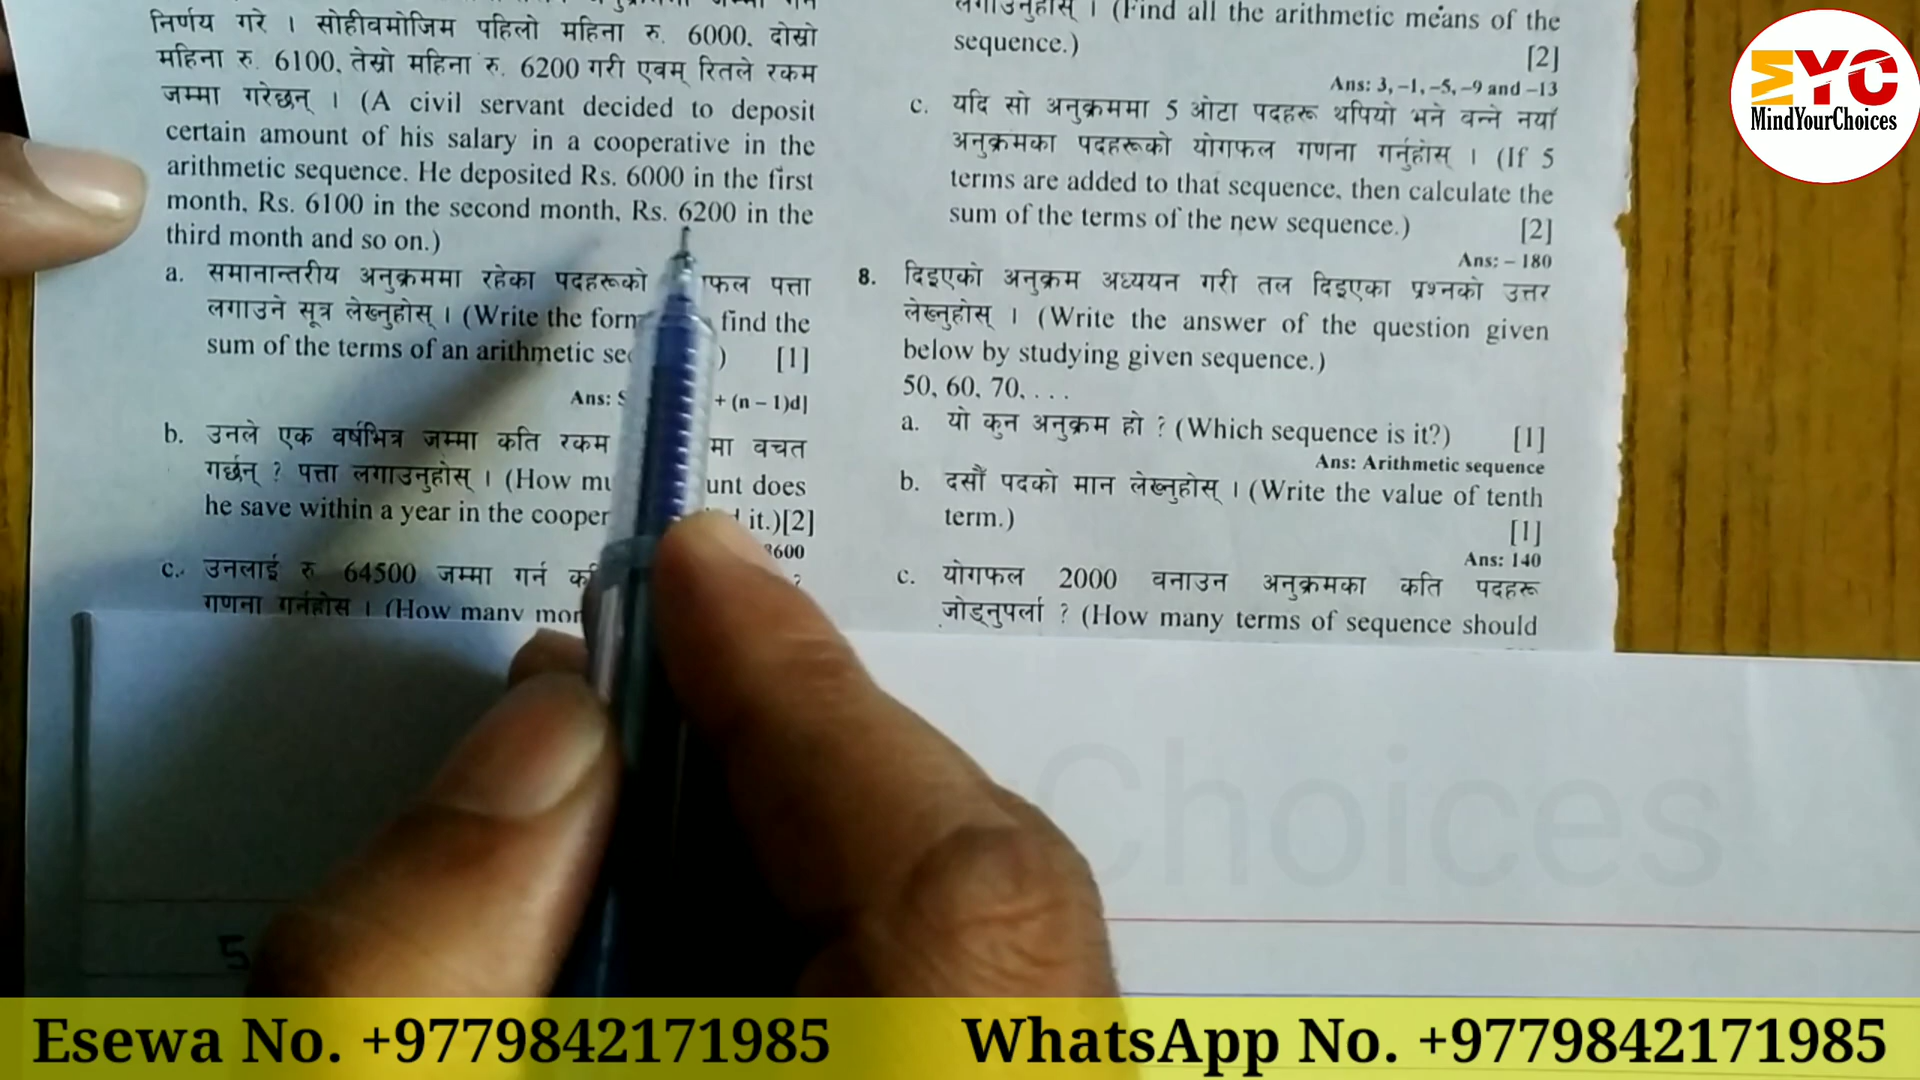 निर्णय गरे । सोहीबमोजिम पहिलो महिना रु. 6000, दोस्रो
महिना रु. 6100, तेस्रो महिना रु. 6200 गरी एवम् रितले रकम
जम्मा गरेछन् । (A civil servant decided to deposit
certain amount of his salary in a cooperative in the
arithmetic sequence. He deposited Rs. 6000 in the first
month, Rs. 6100 in the second month, Rs. 6200 in the
third month and so on.)
a. समानान्तरीय अनुक्रममा रहेका पदहरूको फल पत्ता
लगाउने सूत्र लेख्नुहोस् । (Write the find the
sum of the terms of an arithmetic [1]
Ans: + (n – 1)d]
b. उनले एक वर्षभित्र जम्मा कति रकम मा बचत
गर्छन् ? पत्ता लगाउनुहोस् । (How does
he save within a year in the it.)[2]
c. उनलाई रु 64500 जम्मा गर्न ?
गणना गर्नुहोस् । (How many
लगाउनुहोस् । (Find all the arithmetic means of the
sequence.) [2]
Ans: 3, –1, –5, –9 and –13
c. यदि सो अनुक्रममा 5 ओटा पदहरू थपियो भने बन्ने नयाँ
अनुक्रमका पदहरूको योगफल गणना गर्नुहोस् । (If 5
terms are added to that sequence, then calculate the
sum of the terms of the new sequence.) [2]
Ans: – 180
8. दिइएको अनुक्रम अध्ययन गरी तल दिइएका प्रश्नको उत्तर
लेख्नुहोस् । (Write the answer of the question given
below by studying given sequence.)
50, 60, 70, . . .
a. यो कुन अनुक्रम हो ? (Which sequence is it?) [1]
Ans: Arithmetic sequence
b. दसौँ पदको मान लेख्नुहोस् । (Write the value of tenth
term.) [1]
Ans: 140
c. योगफल 2000 बनाउन अनुक्रमका कति पदहरू
जोड्नुपर्ला ? (How many terms of sequence should
MYC
MindYourChoices
Choices
5
Esewa No. +9779842171985 WhatsApp No. +9779842171985